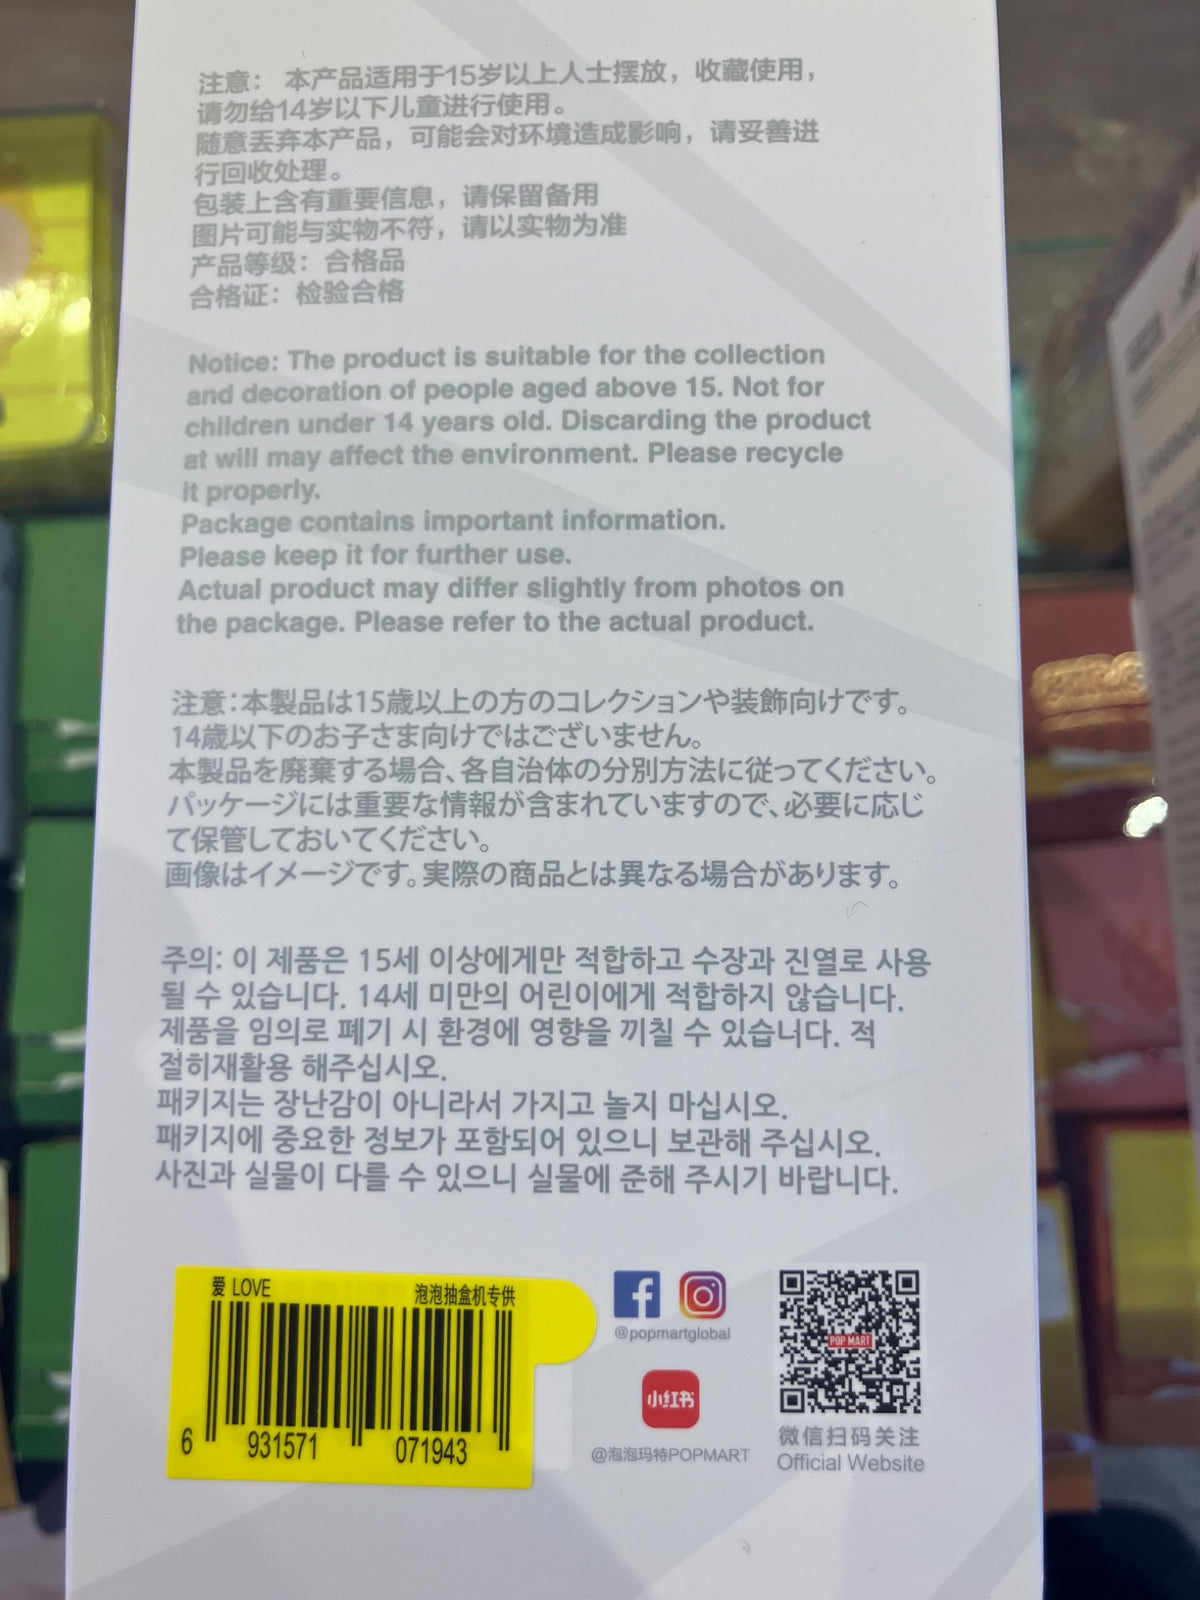 注意： 本产品适用于15岁以上人士摆放，收藏使用，
请勿给14岁以下儿童进行使用。
随意丢弃本产品，可能会对环境造成影响，请妥善进
行回收处理。
包装上含有重要信息，请保留备用
图片可能与实物不符，请以实物为准
产品等级：合格品
合格证：检验合格
Notice: The product is suitable for the collection
and decoration of people aged above 15. Not for
children under 14 years old. Discarding the product
at will may affect the environment. Please recycle
it properly.
Package contains important information.
Please keep it for further use.
Actual product may differ slightly from photos on
the package. Please refer to the actual product.
注意：本製品は15歳以上の方のコレクションや装飾向けです。
14歳以下のお子さま向けではございません。
本製品を廃棄する場合、各自治体の分別方法に従ってください。
パッケージには重要な情報が含まれていますので、必要に応じ
て保管しておいてください。
画像はイメージです。実際の商品とは異なる場合があります。
주의: 이 제품은 15세 이상에게만 적합하고 수장과 진열로 사용
될 수 있습니다. 14세 미만의 어린이에게 적합하지 않습니다.
제품을 임의로 폐기 시 환경에 영향을 끼칠 수 있습니다. 적
절히재활용 해주십시오.
패키지는 장난감이 아니라서 가지고 놀지 마십시오.
패키지에 중요한 정보가 포함되어 있으니 보관해 주십시오.
사진과 실물이 다를 수 있으니 실물에 준해 주시기 바랍니다.
爱 LOVE 泡泡抽盒机专供
6 931571 071943
@popmartglobal
小红书
@泡泡玛特POPMART
POP MART
微信扫码关注
Official Website